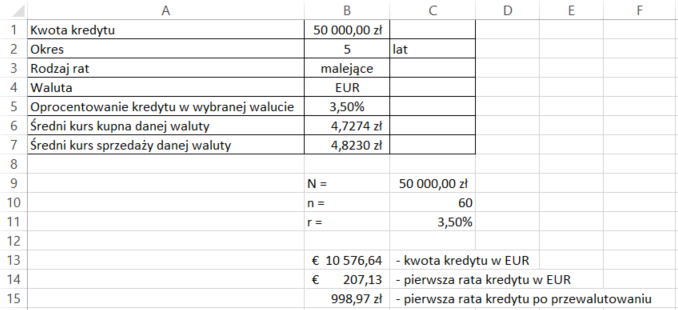 A B C D E F
1 Kwota kredytu 50 000,00 zł
2 Okres 5 lat
3 Rodzaj rat malejące
4 Waluta EUR
5 Oprocentowanie kredytu w wybranej walucie 3,50%
6 Średni kurs kupna danej waluty 4,7274 zł
7 Średni kurs sprzedaży danej waluty 4,8230 zł
8
9 N = 50 000,00 zł
10 n = 60
11 r = 3,50%
12
13 € 10 576,64 - kwota kredytu w EUR
14 € 207,13 - pierwsza rata kredytu w EUR
15 998,97 zł - pierwsza rata kredytu po przewalutowaniu